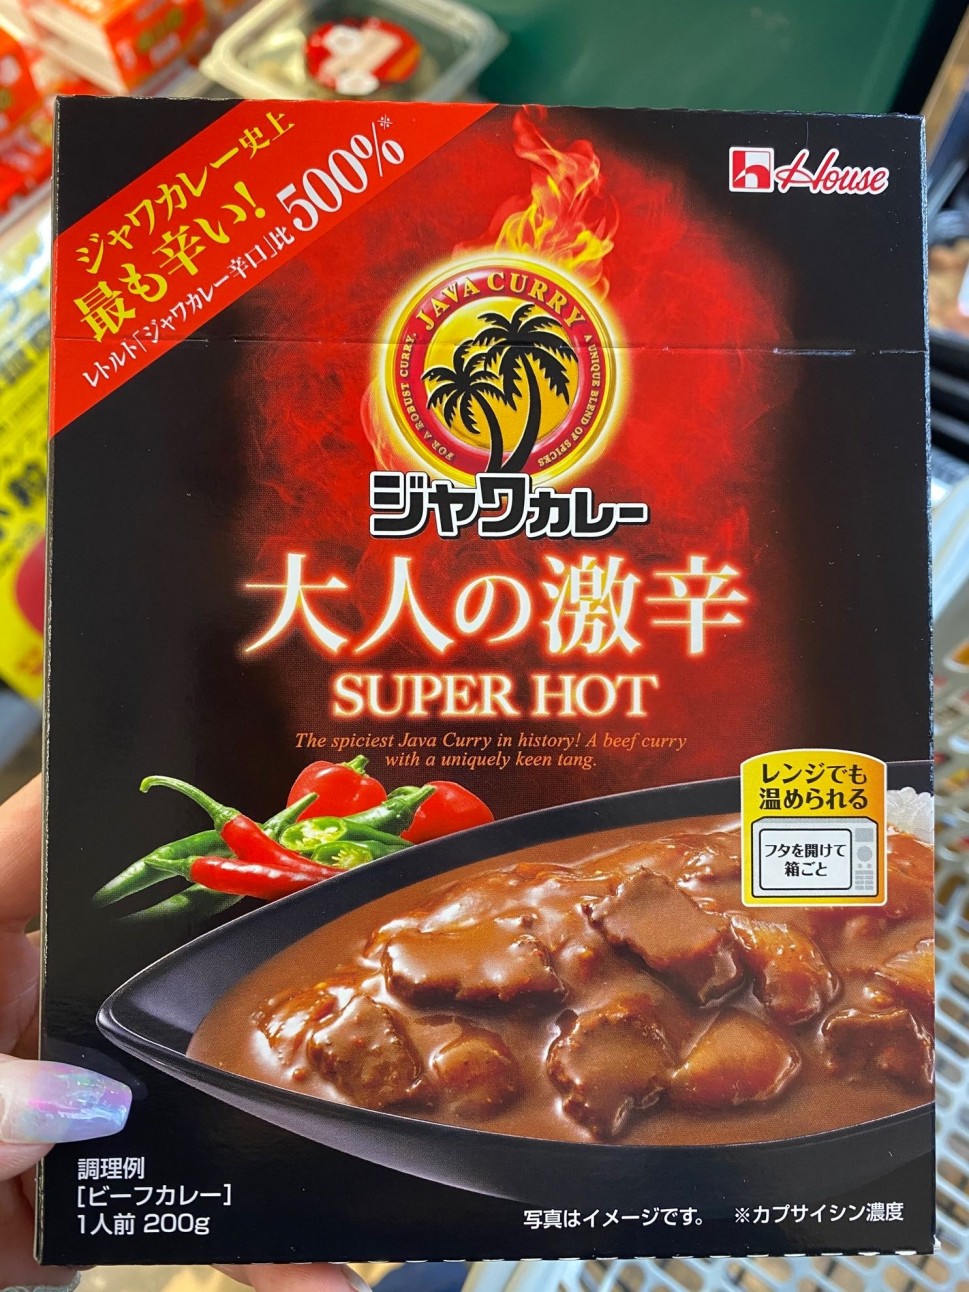 ジャワカレー史上
最も辛い!
レトルト「ジャワカレー辛口」比 500%※
House
JAVA CURRY
FOR A ROBUST CURRY.
A UNIQUE BLEND OF SPICES
ジャワカレー
大人の激辛
SUPER HOT
The spiciest Java Curry in history! A beef curry
with a uniquely keen tang.
レンジでも
温められる
フタを開けて
箱ごと
調理例
[ビーフカレー]
1人前 200g
写真はイメージです。 ※カプサイシン濃度